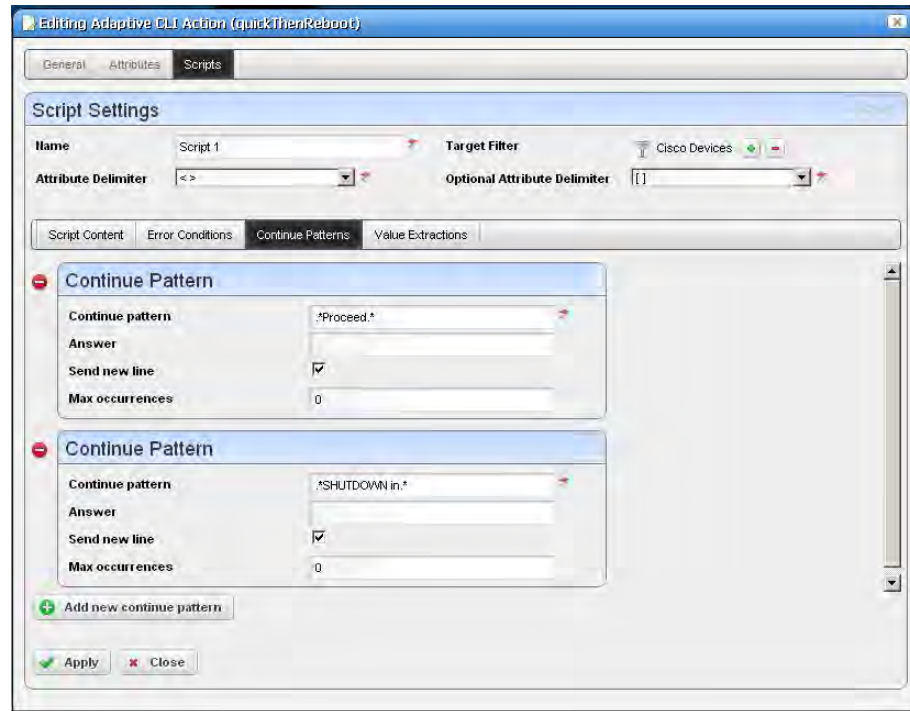 Editing Adaptive CLI Action (quickThenReboot)
General Attributes Scripts
Script Settings
Name Script 1 Target Filter Cisco Devices
Attribute Delimiter <> Optional Attribute Delimiter []
Script Content Error Conditions Continue Patterns Value Extractions
Continue Pattern
Continue pattern .*Proceed.*
Answer
Send new line
Max occurrences 0
Continue Pattern
Continue pattern .*SHUTDOWN in.*
Answer
Send new line
Max occurrences 0
Add new continue pattern
Apply Close